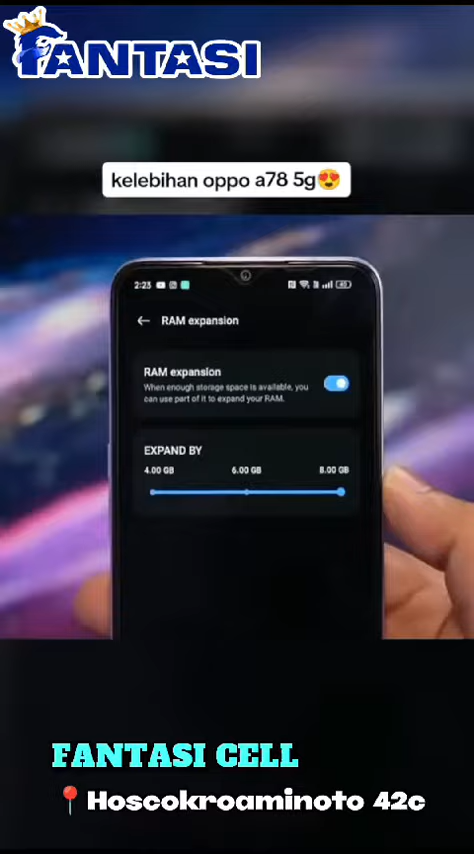 FANTASI
kelebihan oppo a78 5g😍
2:23
RAM expansion
RAM expansion
When enough storage space is available, you
can use part of it to expand your RAM.
EXPAND BY
4.00 GB 6.00 GB 8.00 GB
FANTASI CELL
📍Hoscokroaminoto 42c